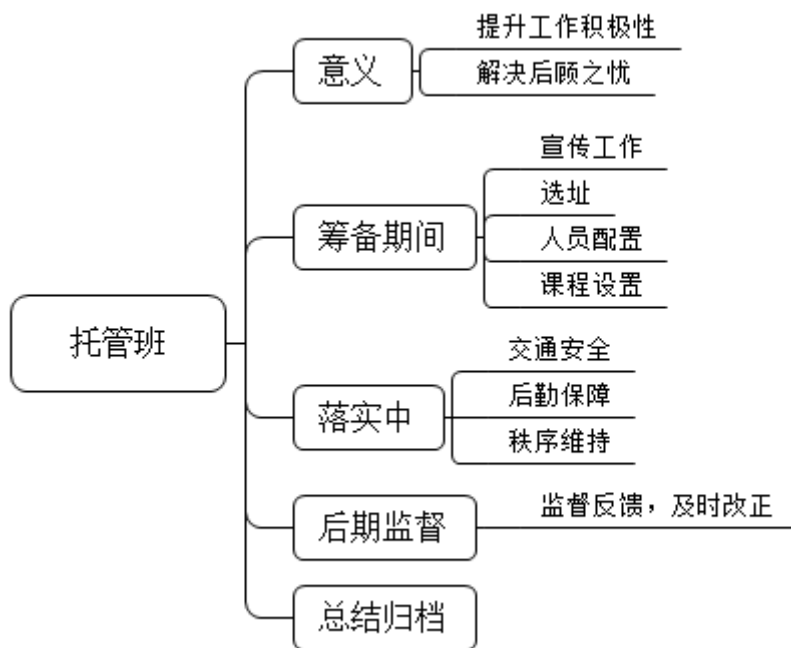 托管班
意义
提升工作积极性
解决后顾之忧
筹备期间
宣传工作
选址
人员配置
课程设置
落实中
交通安全
后勤保障
秩序维持
后期监督
监督反馈，及时改正
总结归档